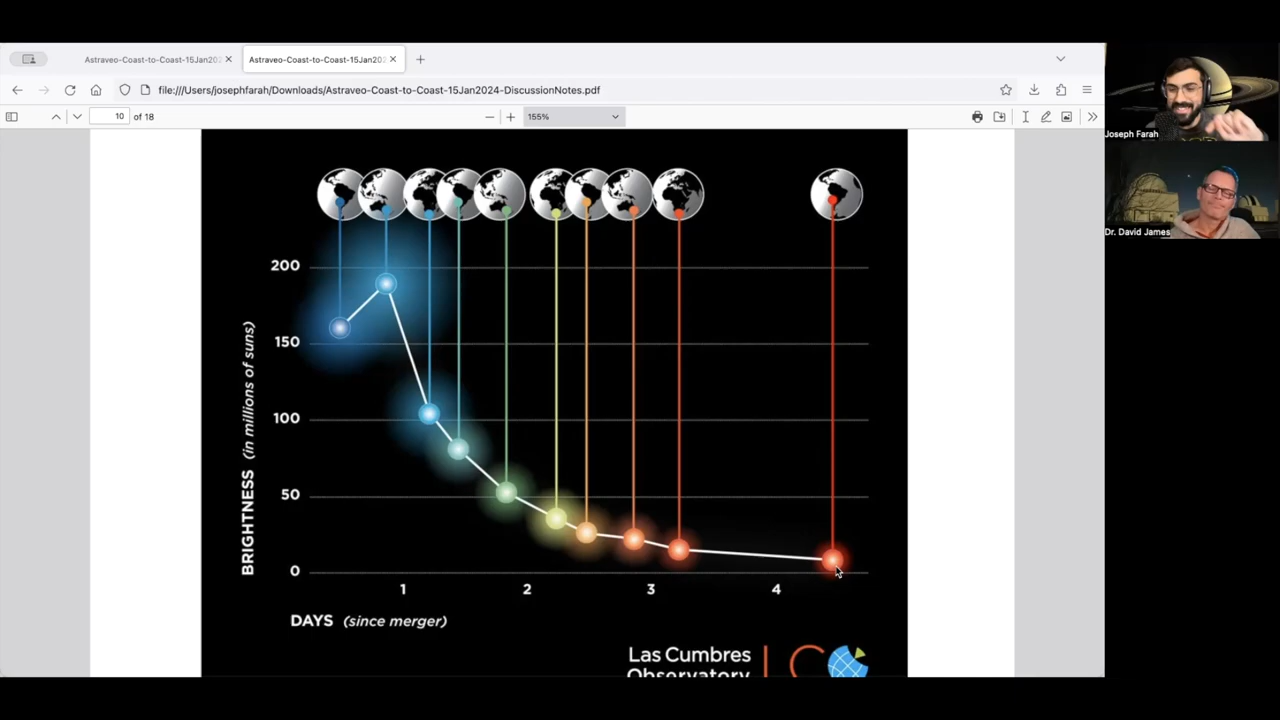 Astraveo-Coast-to-Coast-15Jan202
Astraveo-Coast-to-Coast-15Jan202
file:///Users/josephfarah/Downloads/Astraveo-Coast-to-Coast-15Jan2024-DiscussionNotes.pdf
10 of 18
155%
Joseph Farah
Dr. David James
200
150
100
50
0
BRIGHTNESS (in millions of suns)
1 2 3 4
DAYS (since merger)
Las Cumbres
Observatory